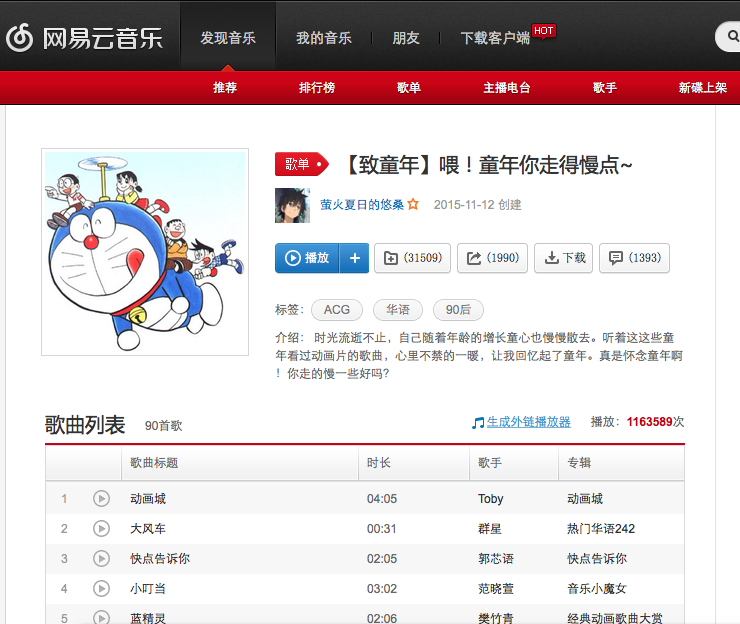 网易云音乐
发现音乐 我的音乐 朋友 下载客户端 HOT
推荐 排行榜 歌单 主播电台 歌手 新碟上架
歌单 【致童年】喂！童年你走得慢点~
萤火夏日的悠桑 2015-11-12 创建
播放 + (31509) (1990) 下载 (1393)
标签： ACG 华语 90后
介绍： 时光流逝不止，自己随着年龄的增长童心也慢慢散去。听着这这些童
年看过动画片的歌曲，心里不禁的一暖，让我回忆起了童年。真是怀念童年啊
！你走的慢一些好吗?
歌曲列表 90首歌 生成外链播放器 播放：1163589次
歌曲标题 时长 歌手 专辑
1 动画城 04:05 Toby 动画城
2 大风车 00:31 群星 热门华语242
3 快点告诉你 02:05 郭芯语 快点告诉你
4 小叮当 03:02 范晓萱 音乐小魔女
5 蓝精灵 02:06 樊竹青 经典动画歌曲大赏